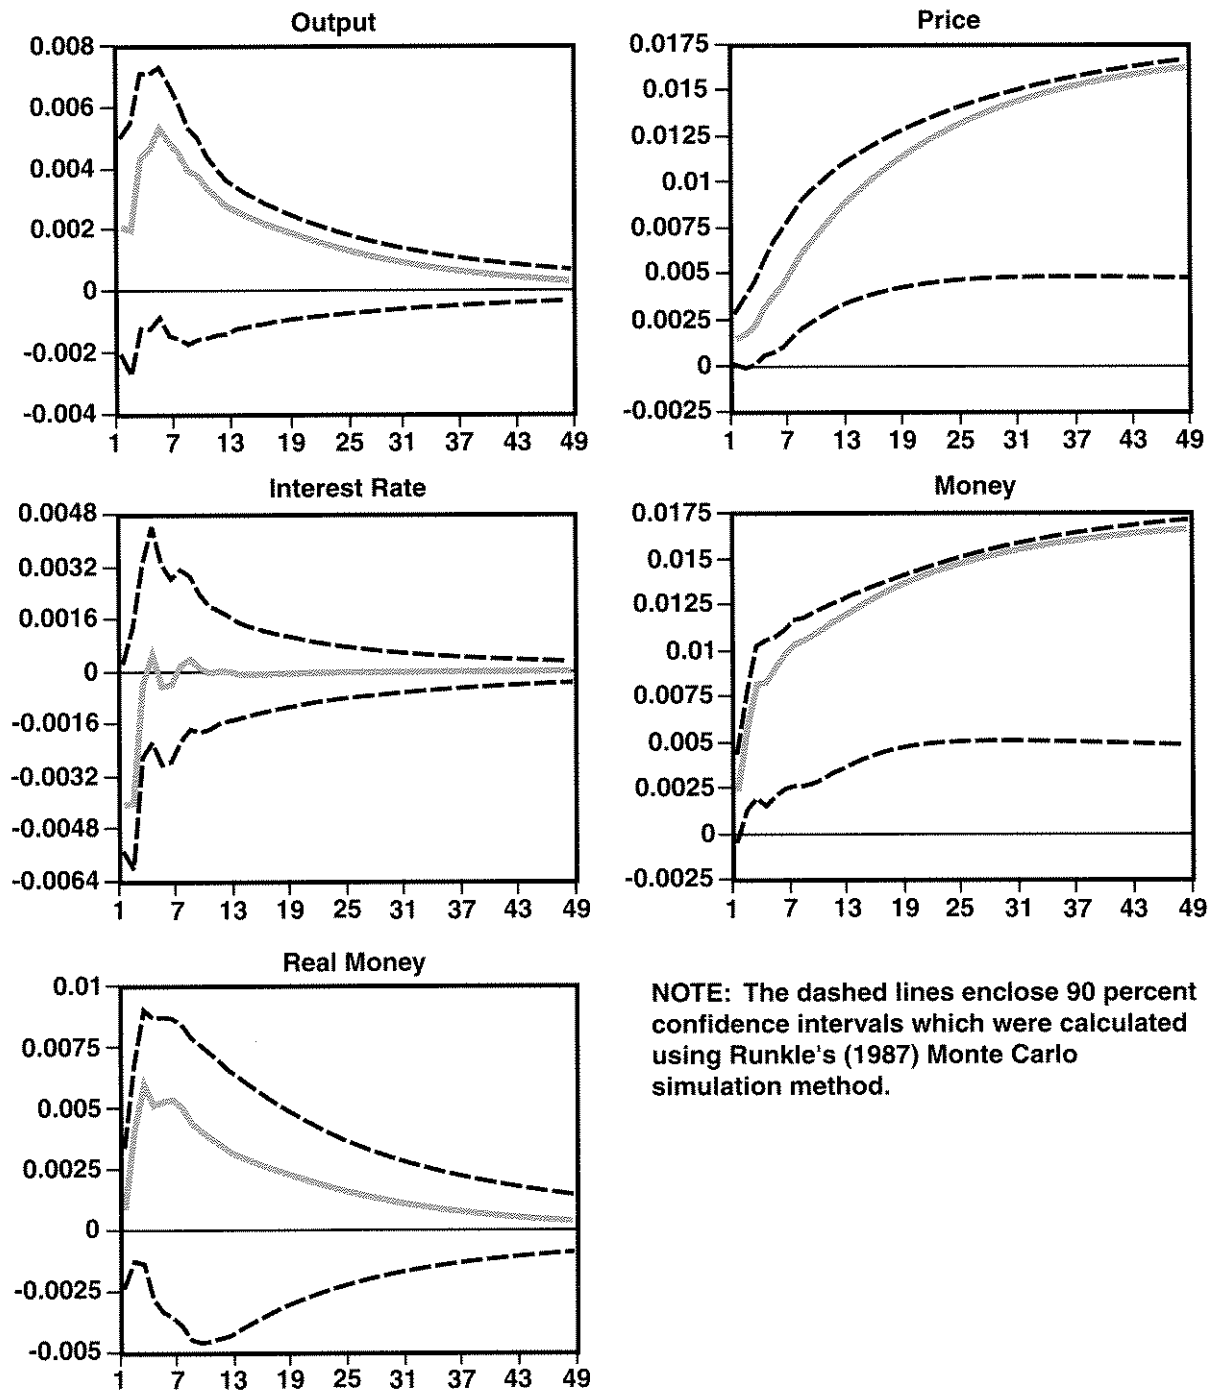 Output
0.008
0.006
0.004
0.002
0
-0.002
-0.004
1 7 13 19 25 31 37 43 49
Price
0.0175
0.015
0.0125
0.01
0.0075
0.005
0.0025
0
-0.0025
1 7 13 19 25 31 37 43 49
Interest Rate
0.0048
0.0032
0.0016
0
-0.0016
-0.0032
-0.0048
-0.0064
1 7 13 19 25 31 37 43 49
Money
0.0175
0.015
0.0125
0.01
0.0075
0.005
0.0025
0
-0.0025
1 7 13 19 25 31 37 43 49
Real Money
0.01
0.0075
0.005
0.0025
0
-0.0025
-0.005
1 7 13 19 25 31 37 43 49
NOTE: The dashed lines enclose 90 percent
confidence intervals which were calculated
using Runkle's (1987) Monte Carlo
simulation method.